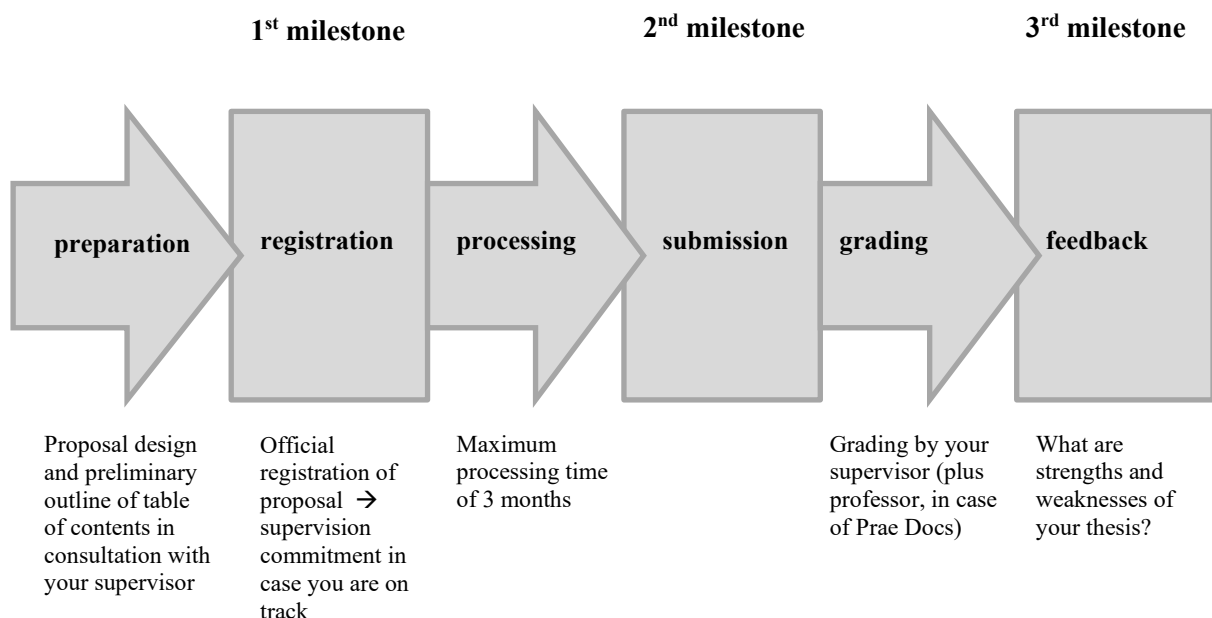 1st milestone
2nd milestone
3rd milestone
preparation
registration
processing
submission
grading
feedback
Proposal design
and preliminary
outline of table
of contents in
consultation with
your supervisor
Official
registration of
proposal →
supervision
commitment in
case you are on
track
Maximum
processing time
of 3 months
Grading by your
supervisor (plus
professor, in case
of Prae Docs)
What are
strengths and
weaknesses of
your thesis?